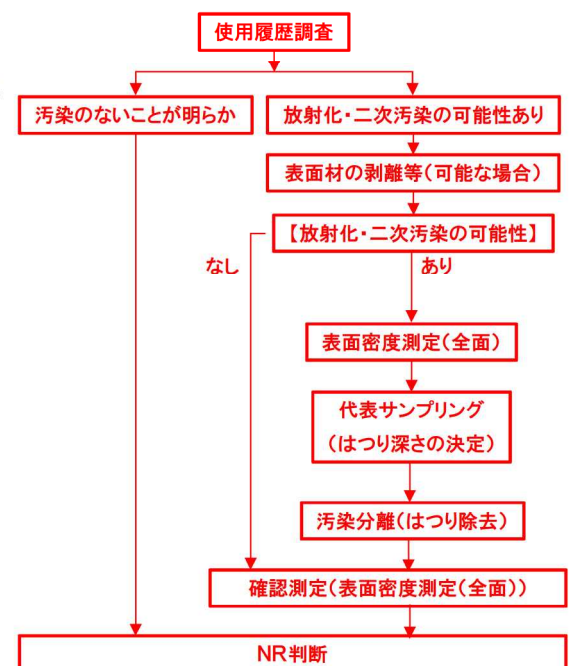 使用履歴調査
汚染のないことが明らか
放射化・二次汚染の可能性あり
表面材の剥離等(可能な場合)
【放射化・二次汚染の可能性】
なし
あり
表面密度測定(全面)
代表サンプリング
(はつり深さの決定)
汚染分離(はつり除去)
確認測定(表面密度測定(全面))
NR判断